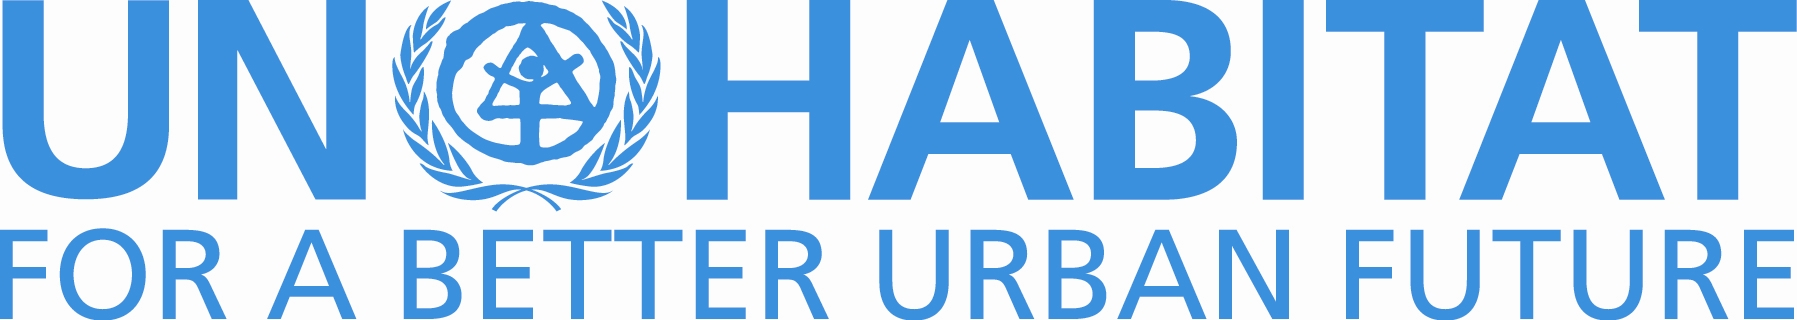 UN HABITAT
FOR A BETTER URBAN FUTURE